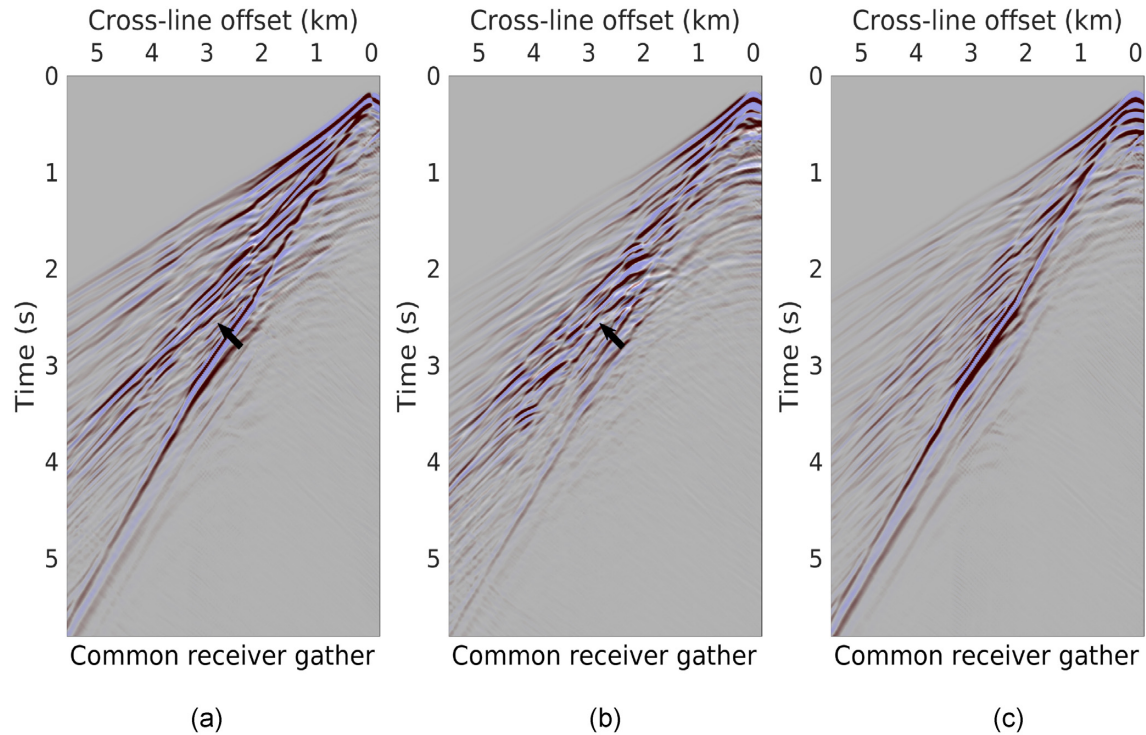 Cross-line offset (km)
5 4 3 2 1 0
0
1
2
3
4
5
Time (s)
Common receiver gather
(a)
Cross-line offset (km)
5 4 3 2 1 0
0
1
2
3
4
5
Time (s)
Common receiver gather
(b)
Cross-line offset (km)
5 4 3 2 1 0
0
1
2
3
4
5
Time (s)
Common receiver gather
(c)